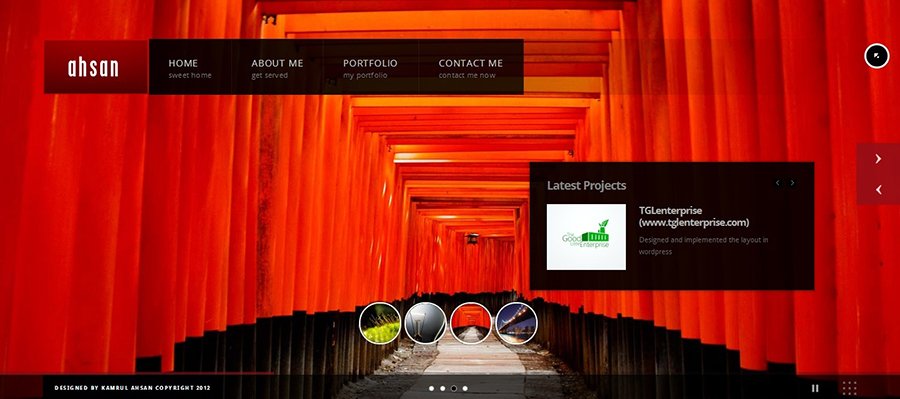 ahsan
HOME
sweet home
ABOUT ME
get served
PORTFOLIO
my portfolio
CONTACT ME
contact me now
Latest Projects
Good
Enterprise
TGLenterprise
(www.tglenterprise.com)
Designed and implemented the layout in
wordpress
DESIGNED BY KAMRUL AHSAN COPYRIGHT 2012